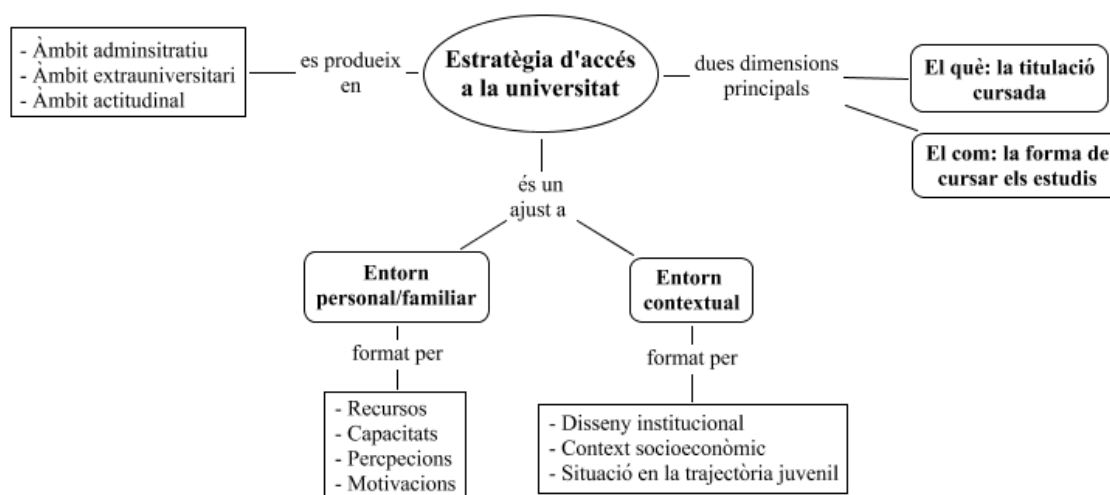 - Àmbit adminsitratiu
- Àmbit extrauniversitari
- Àmbit actitudinal
es produeix
en
Estratègia d'accés
a la universitat
dues dimensions
principals
El què: la titulació
cursada
El com: la forma de
cursar els estudis
és un
ajust a
Entorn
personal/familiar
Entorn
contextual
format per
format per
- Recursos
- Capacitats
- Percpecions
- Motivacions
- Disseny institucional
- Context socioeconòmic
- Situació en la trajectòria juvenil